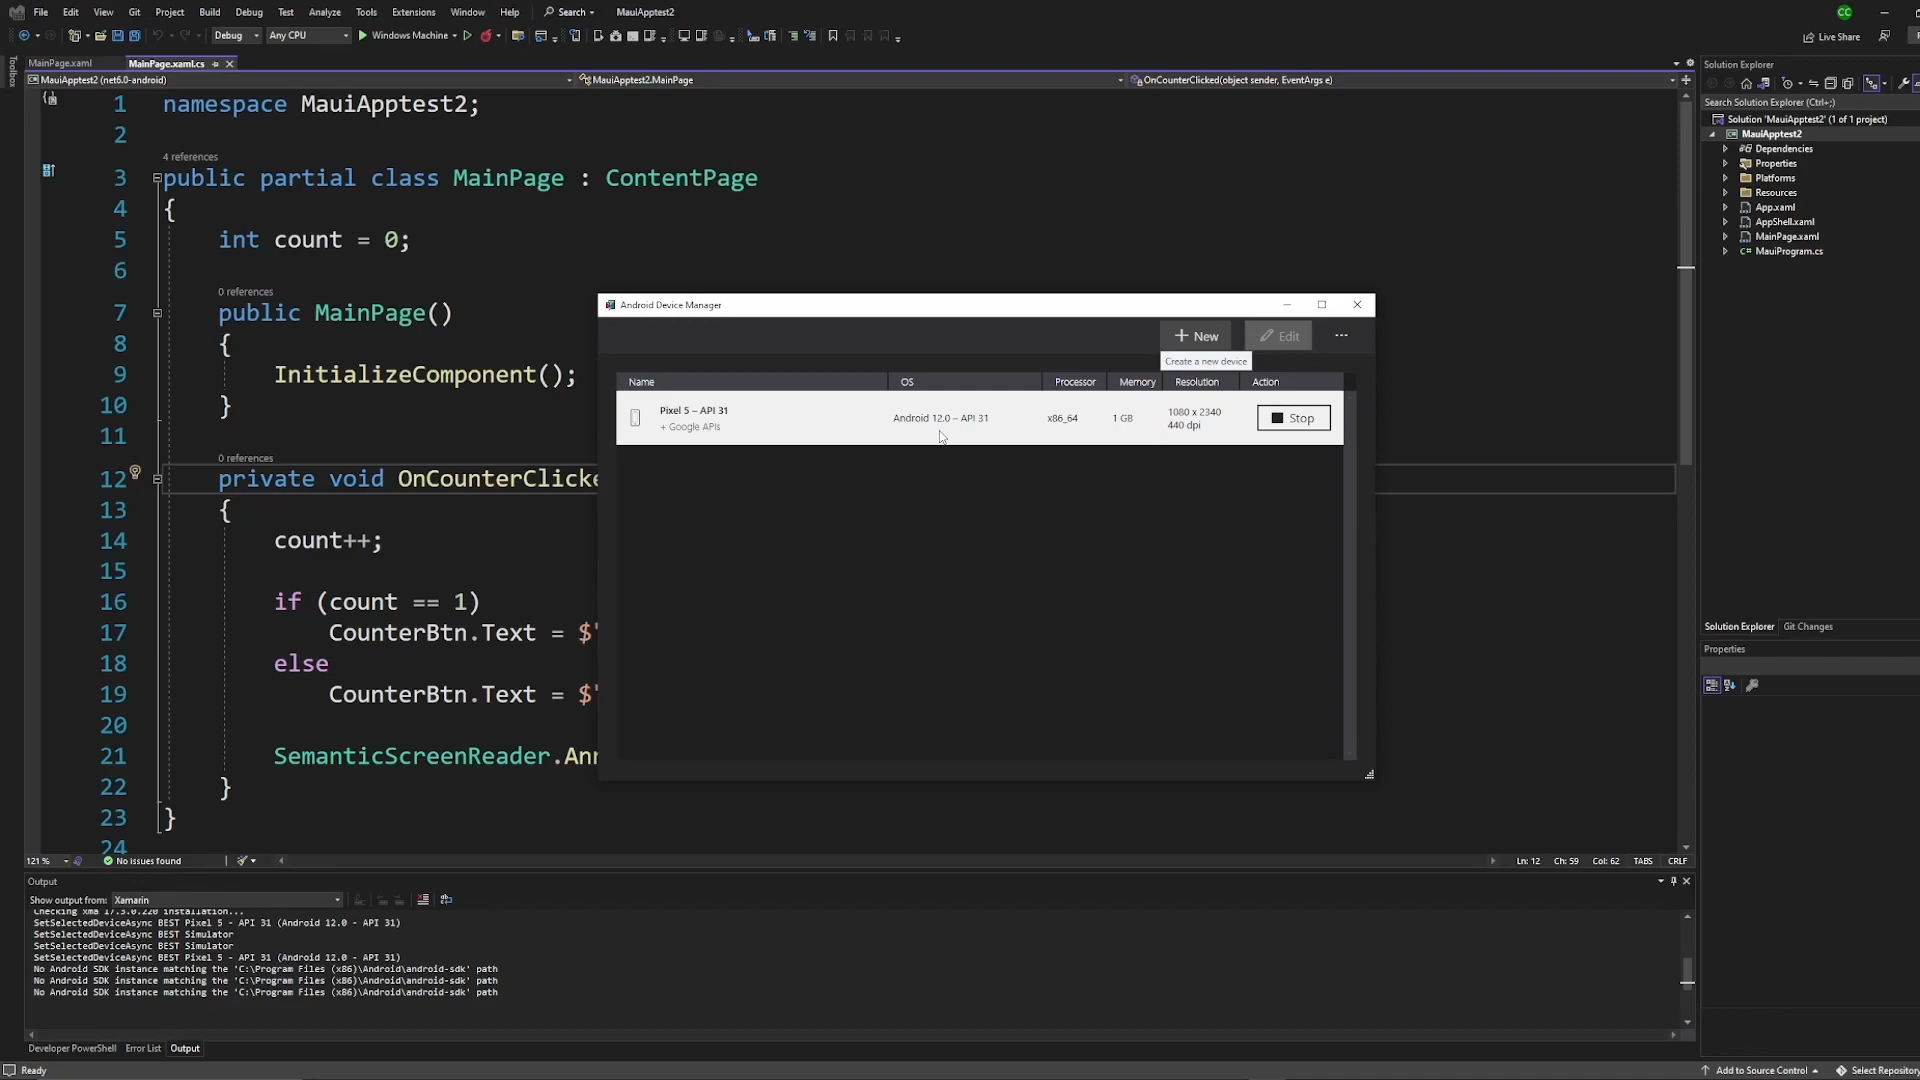 File Edit View Git Project Build Debug Test Analyze Tools Extensions Window Help Search MauiApptest2 CC
Debug Any CPU Windows Machine Live Share
MainPage.xaml MainPage.xaml.cs
MauiApptest2 (net6.0-android) MauiApptest2.MainPage OnCounterClicked(object sender, EventArgs e)
Toolbox
1 namespace MauiApptest2;
2
4 references
3 public partial class MainPage : ContentPage
4 {
5 int count = 0;
6
0 references
7 public MainPage()
8 {
9 InitializeComponent();
10 }
11
0 references
12 private void OnCounterClicke
13 {
14 count++;
15
16 if (count == 1)
17 CounterBtn.Text = $"
18 else
19 CounterBtn.Text = $"
20
21 SemanticScreenReader.Ann
22 }
23 }
24
Android Device Manager
New Edit ...
Create a new device
Name OS Processor Memory Resolution Action
Pixel 5 – API 31
+ Google APIs
Android 12.0 – API 31 x86_64 1 GB
1080 x 2340
440 dpi
Stop
121 % No issues found Ln: 12 Ch: 59 Col: 62 TABS CRLF
Output
Show output from: Xamarin
Checking xma 17.3.0.220 installation...
SetSelectedDeviceAsync BEST Pixel 5 - API 31 (Android 12.0 - API 31)
SetSelectedDeviceAsync BEST Simulator
SetSelectedDeviceAsync BEST Simulator
SetSelectedDeviceAsync BEST Pixel 5 - API 31 (Android 12.0 - API 31)
No Android SDK instance matching the 'C:\Program Files (x86)\Android\android-sdk' path
No Android SDK instance matching the 'C:\Program Files (x86)\Android\android-sdk' path
No Android SDK instance matching the 'C:\Program Files (x86)\Android\android-sdk' path
Developer PowerShell Error List Output
Solution Explorer
Search Solution Explorer (Ctrl+;)
Solution 'MauiApptest2' (1 of 1 project)
MauiApptest2
Dependencies
Properties
Platforms
Resources
App.xaml
AppShell.xaml
MainPage.xaml
C# MauiProgram.cs
Solution Explorer Git Changes
Properties
Ready Add to Source Control Select Repository